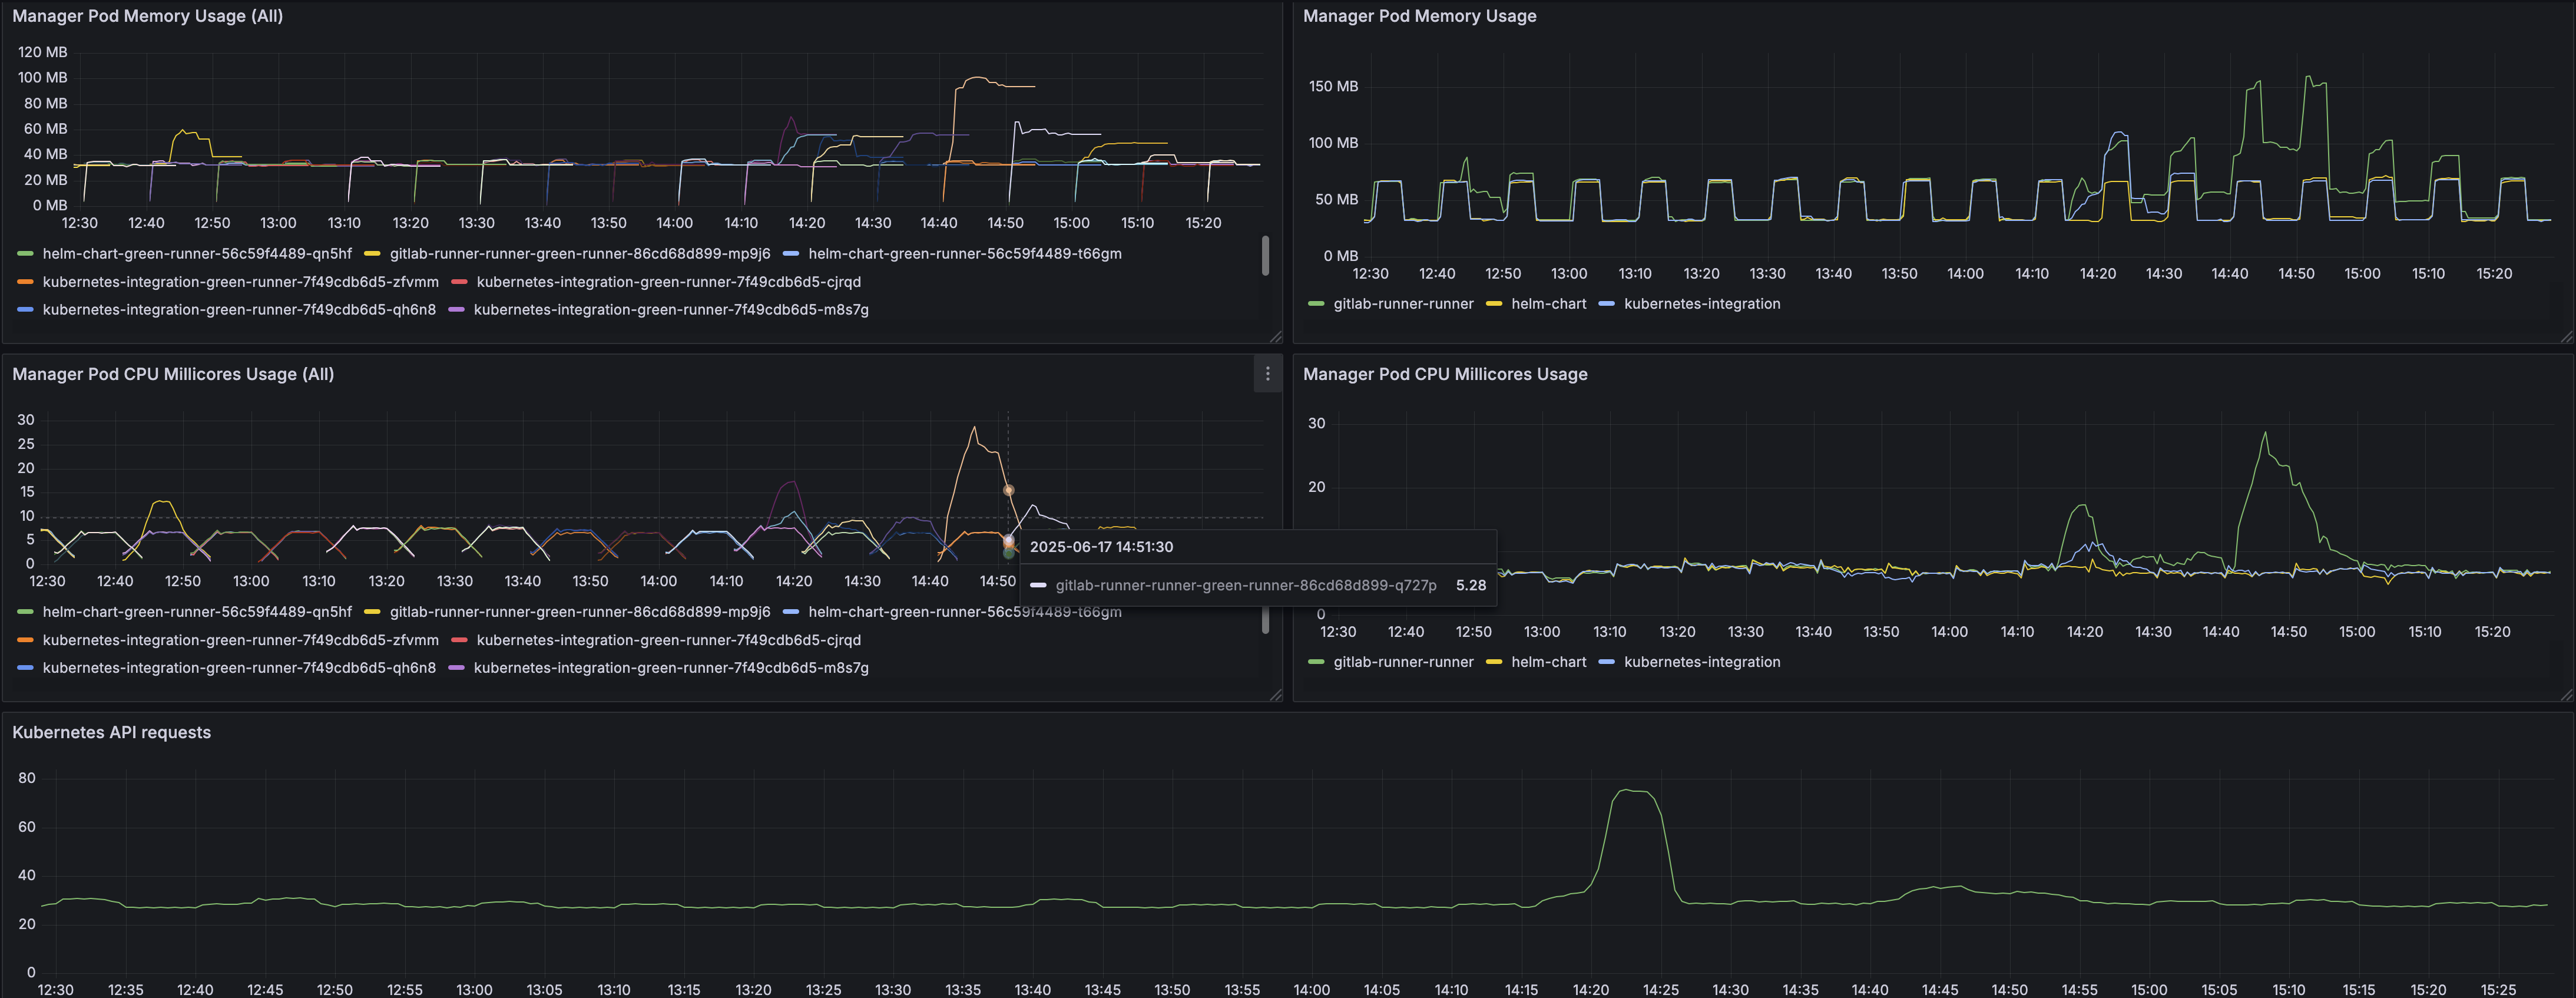 Manager Pod Memory Usage (All)
120 MB
100 MB
80 MB
60 MB
40 MB
20 MB
0 MB
12:30 12:40 12:50 13:00 13:10 13:20 13:30 13:40 13:50 14:00 14:10 14:20 14:30 14:40 14:50 15:00 15:10 15:20
helm-chart-green-runner-56c59f4489-qn5hf gitlab-runner-runner-green-runner-86cd68d899-mp9j6 helm-chart-green-runner-56c59f4489-t66gm
kubernetes-integration-green-runner-7f49cdb6d5-zfvmm kubernetes-integration-green-runner-7f49cdb6d5-cjrqd
kubernetes-integration-green-runner-7f49cdb6d5-qh6n8 kubernetes-integration-green-runner-7f49cdb6d5-m8s7g
Manager Pod Memory Usage
150 MB
100 MB
50 MB
0 MB
12:30 12:40 12:50 13:00 13:10 13:20 13:30 13:40 13:50 14:00 14:10 14:20 14:30 14:40 14:50 15:00 15:10 15:20
gitlab-runner-runner helm-chart kubernetes-integration
Manager Pod CPU Millicores Usage (All)
30
25
20
15
10
5
0
12:30 12:40 12:50 13:00 13:10 13:20 13:30 13:40 13:50 14:00 14:10 14:20 14:30 14:40 14:50
2025-06-17 14:51:30
gitlab-runner-runner-green-runner-86cd68d899-q727p 5.28
helm-chart-green-runner-56c59f4489-qn5hf gitlab-runner-runner-green-runner-86cd68d899-mp9j6 helm-chart-green-runner-56c59f4489-t66gm
kubernetes-integration-green-runner-7f49cdb6d5-zfvmm kubernetes-integration-green-runner-7f49cdb6d5-cjrqd
kubernetes-integration-green-runner-7f49cdb6d5-qh6n8 kubernetes-integration-green-runner-7f49cdb6d5-m8s7g
Manager Pod CPU Millicores Usage
30
20
0
12:30 12:40 12:50 13:00 13:10 13:20 13:30 13:40 13:50 14:00 14:10 14:20 14:30 14:40 14:50 15:00 15:10 15:20
gitlab-runner-runner helm-chart kubernetes-integration
Kubernetes API requests
80
60
40
20
0
12:30 12:35 12:40 12:45 12:50 12:55 13:00 13:05 13:10 13:15 13:20 13:25 13:30 13:35 13:40 13:45 13:50 13:55 14:00 14:05 14:10 14:15 14:20 14:25 14:30 14:35 14:40 14:45 14:50 14:55 15:00 15:05 15:10 15:15 15:20 15:25